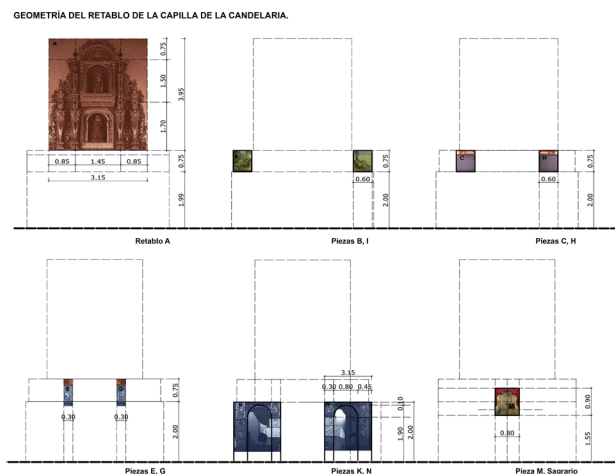 GEOMETRÍA DEL RETABLO DE LA CAPILLA DE LA CANDELARIA.
A
0.75
1.50
1.70
3.95
0.85 1.45 0.85
3.15
0.75
1.99
Retablo A
0.60
0.75
2.00
Piezas B, I
C H
0.60
0.75
2.00
Piezas C, H
0.30 0.30
0.75
2.00
Piezas E, G
3.15
0.30 0.80 0.45
K
0.10
1.90
2.00
Piezas K, N
0.80
0.90
1.55
Pieza M. Sagrario